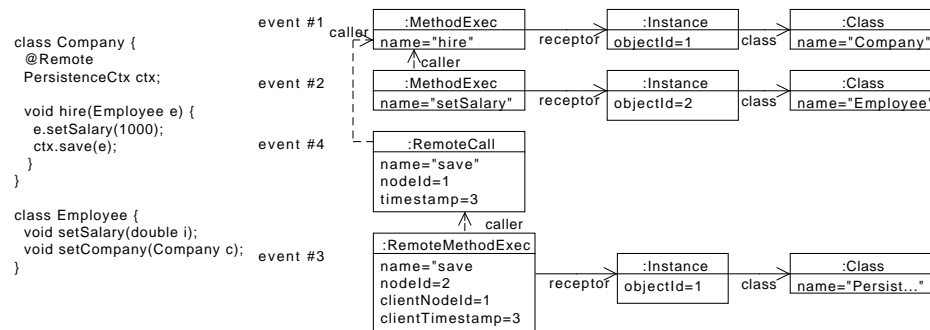 class Company {
@Remote
PersistenceCtx ctx;
void hire(Employee e) {
e.setSalary(1000);
ctx.save(e);
}
}
class Employee {
void setSalary(double i);
void setCompany(Company c);
}
event #1
caller
:MethodExec
name="hire"
receptor
:Instance
objectId=1
class
:Class
name="Company"
caller
event #2
:MethodExec
name="setSalary"
receptor
:Instance
objectId=2
class
:Class
name="Employee"
event #4
:RemoteCall
name="save"
nodeId=1
timestamp=3
caller
event #3
:RemoteMethodExec
name="save
nodeId=2
clientNodeId=1
clientTimestamp=3
receptor
:Instance
objectId=1
class
:Class
name="Persist..."